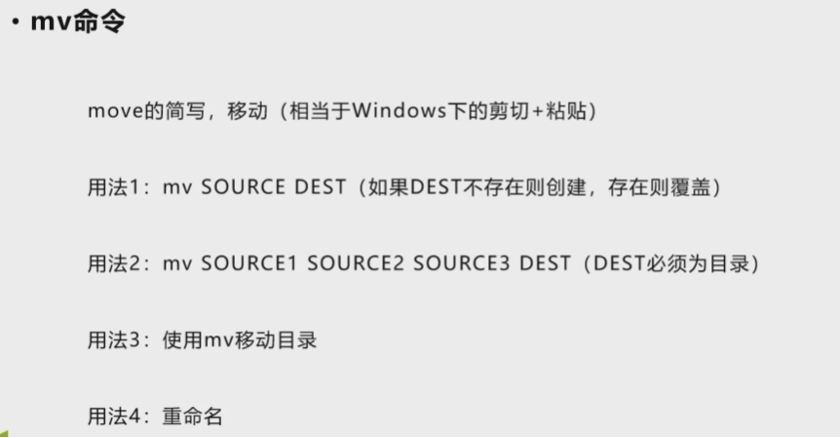 • mv命令
move的简写，移动（相当于Windows下的剪切+粘贴）
用法1：mv SOURCE DEST（如果DEST不存在则创建，存在则覆盖）
用法2：mv SOURCE1 SOURCE2 SOURCE3 DEST（DEST必须为目录）
用法3：使用mv移动目录
用法4：重命名